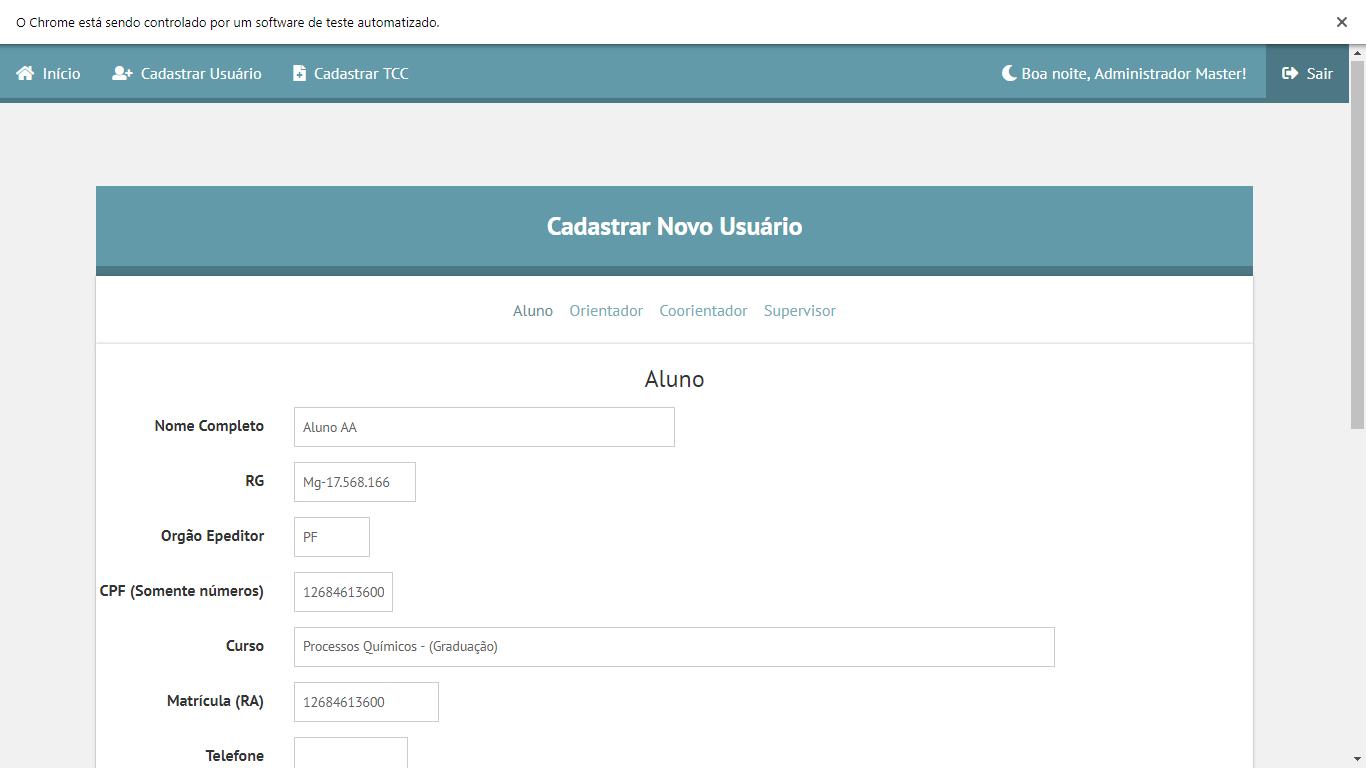 O Chrome está sendo controlado por um software de teste automatizado.
Início Cadastrar Usuário Cadastrar TCC Boa noite, Administrador Master! Sair
Cadastrar Novo Usuário
Aluno Orientador Coorientador Supervisor
Aluno
Nome Completo Aluno AA
RG Mg-17.568.166
Orgão Epeditor PF
CPF (Somente números) 12684613600
Curso Processos Químicos - (Graduação)
Matrícula (RA) 12684613600
Telefone